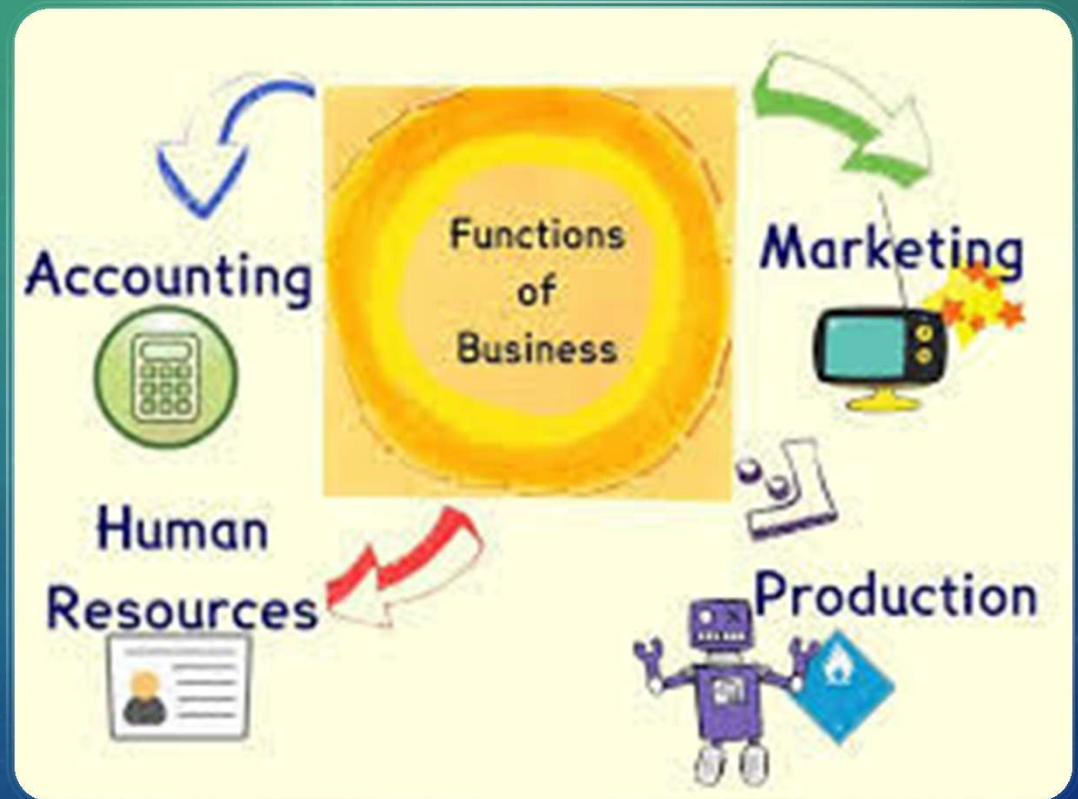 Functions
of
Business
Accounting
Marketing
Human
Resources
Production